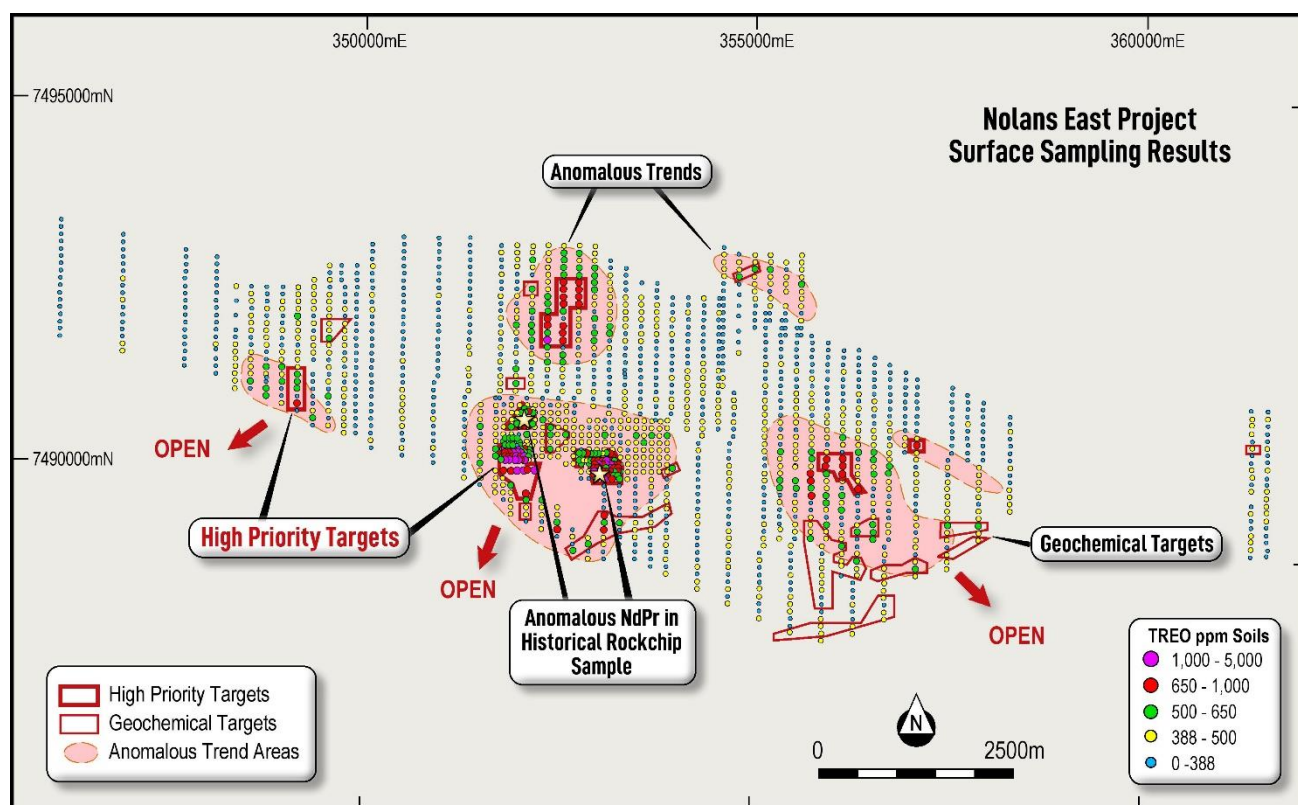 350000mE
355000mE
360000mE
7495000mN
Nolans East Project
Surface Sampling Results
Anomalous Trends
OPEN
7490000mN
High Priority Targets
Geochemical Targets
OPEN
OPEN
Anomalous NdPr in
Historical Rockchip
Sample
High Priority Targets
Geochemical Targets
Anomalous Trend Areas
N
0
2500m
TREO ppm Soils
1,000 - 5,000
650 - 1,000
500 - 650
388 - 500
0 -388